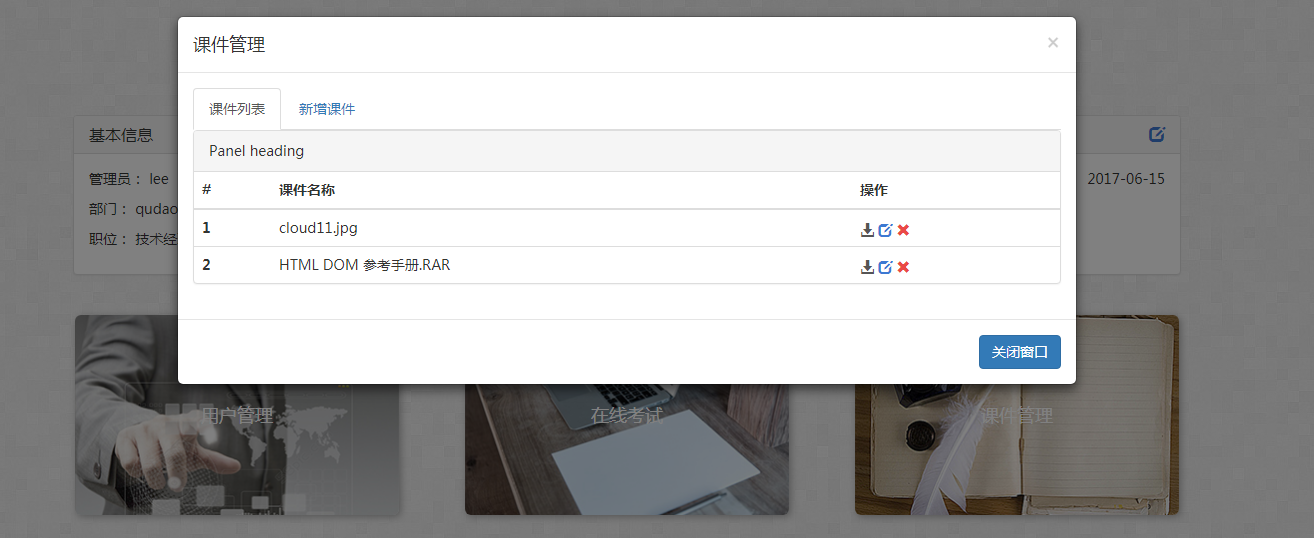 课件管理
×
课件列表 新增课件
Panel heading
# 课件名称 操作
1 cloud11.jpg
2 HTML DOM 参考手册.RAR
关闭窗口
基本信息
管理员： lee
2017-06-15
部门： qudao
职位： 技术经
用户管理
在线考试
课件管理